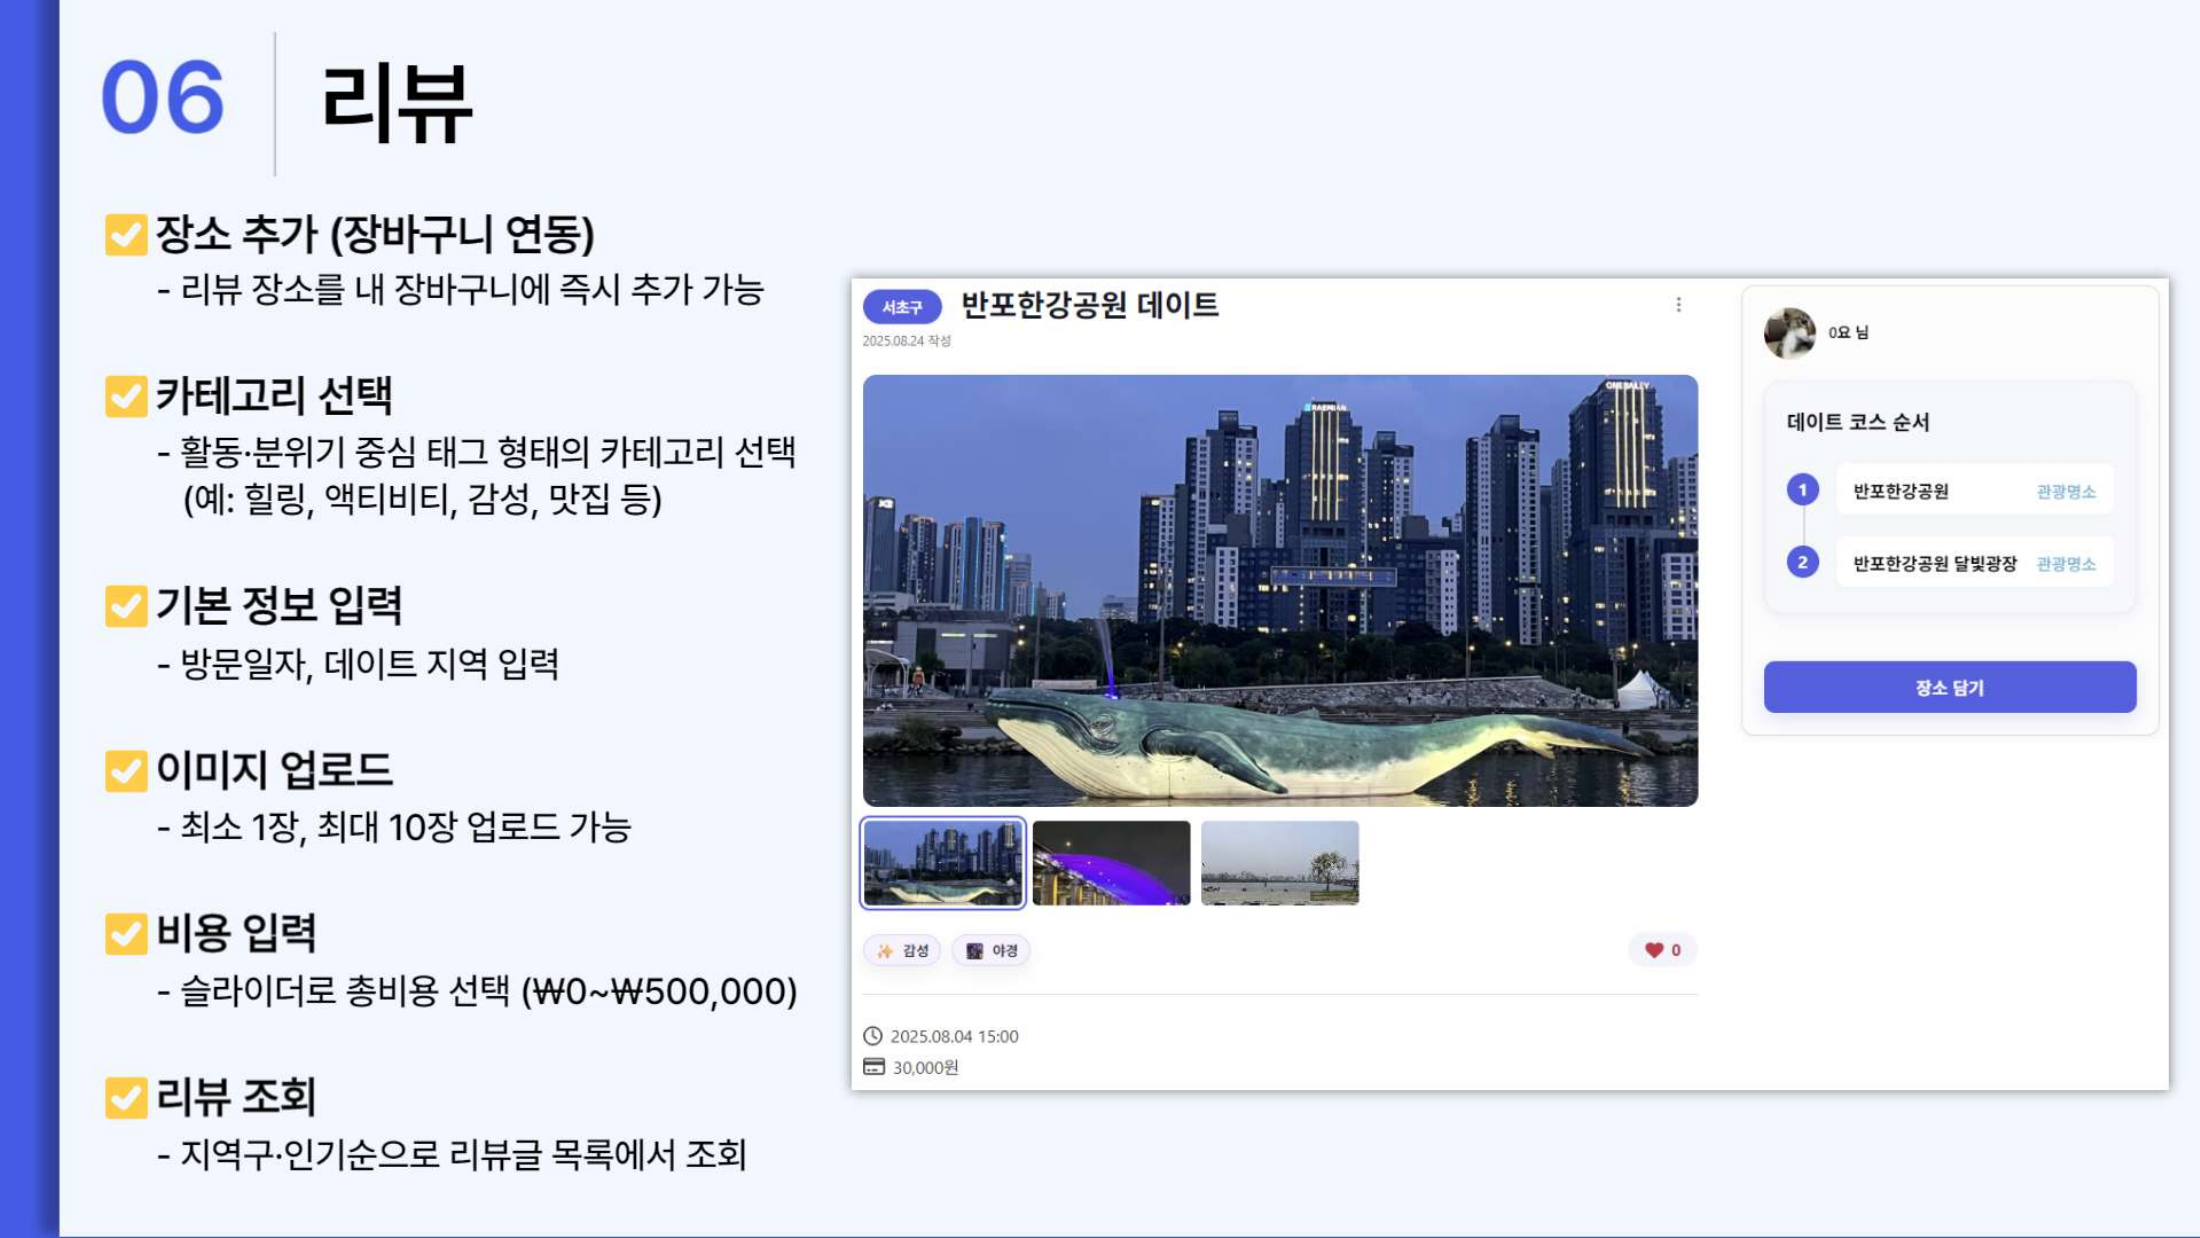 06
리뷰
장소 추가 (장바구니 연동)
- 리뷰 장소를 내 장바구니에 즉시 추가 가능
카테고리 선택
- 활동·분위기 중심 태그 형태의 카테고리 선택
(예: 힐링, 액티비티, 감성, 맛집 등)
기본 정보 입력
- 방문일자, 데이트 지역 입력
이미지 업로드
- 최소 1장, 최대 10장 업로드 가능
비용 입력
- 슬라이더로 총비용 선택 (₩0~₩500,000)
리뷰 조회
- 지역구·인기순으로 리뷰글 목록에서 조회
서초구 반포한강공원 데이트
2025.08.24 작성
RAEMIAN
감성
야경
0
2025.08.04 15:00
30,000원
0요 님
데이트 코스 순서
1 반포한강공원 관광명소
2 반포한강공원 달빛광장 관광명소
장소 담기